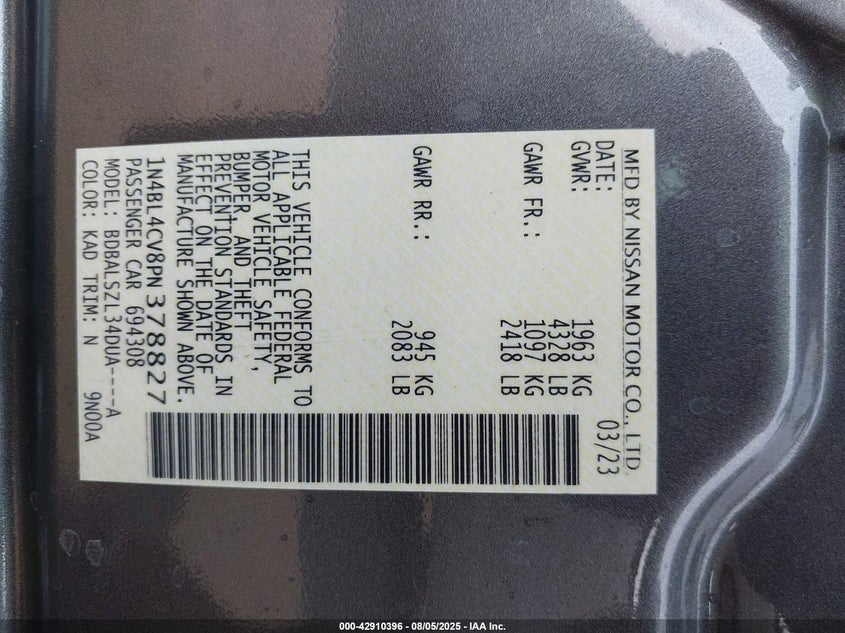 MFD BY NISSAN MOTOR CO., LTD.
DATE: 03/23
GVWR: 1963 KG
4328 LB
GAWR FR.: 1097 KG
2418 LB
GAWR RR.: 945 KG
2083 LB
THIS VEHICLE CONFORMS TO
ALL APPLICABLE FEDERAL
MOTOR VEHICLE SAFETY,
BUMPER, AND THEFT
PREVENTION STANDARDS IN
EFFECT ON THE DATE OF
MANUFACTURE SHOWN ABOVE.
1N4BL4CV8PN378827
PASSENGER CAR 694308
MODEL: BDBALSZL34DUA----A
COLOR: KAD TRIM: N 9N00A
000-42910396 - 08/05/2025 - IAA Inc.